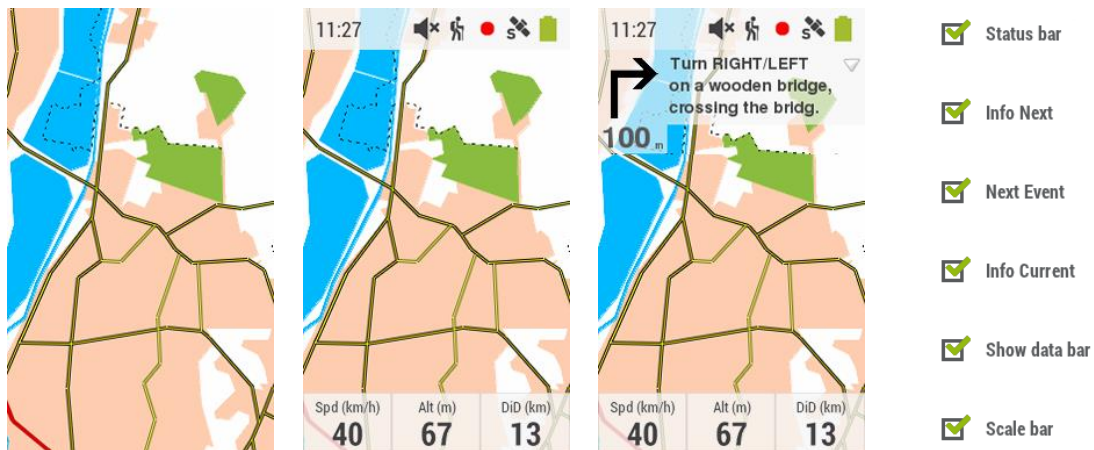 11:27
S
Spd (km/h) Alt (m) DiD (km)
40 67 13
11:27
S
Turn RIGHT/LEFT
on a wooden bridge,
crossing the bridg.
100 m
Spd (km/h) Alt (m) DiD (km)
40 67 13
Status bar
Info Next
Next Event
Info Current
Show data bar
Scale bar